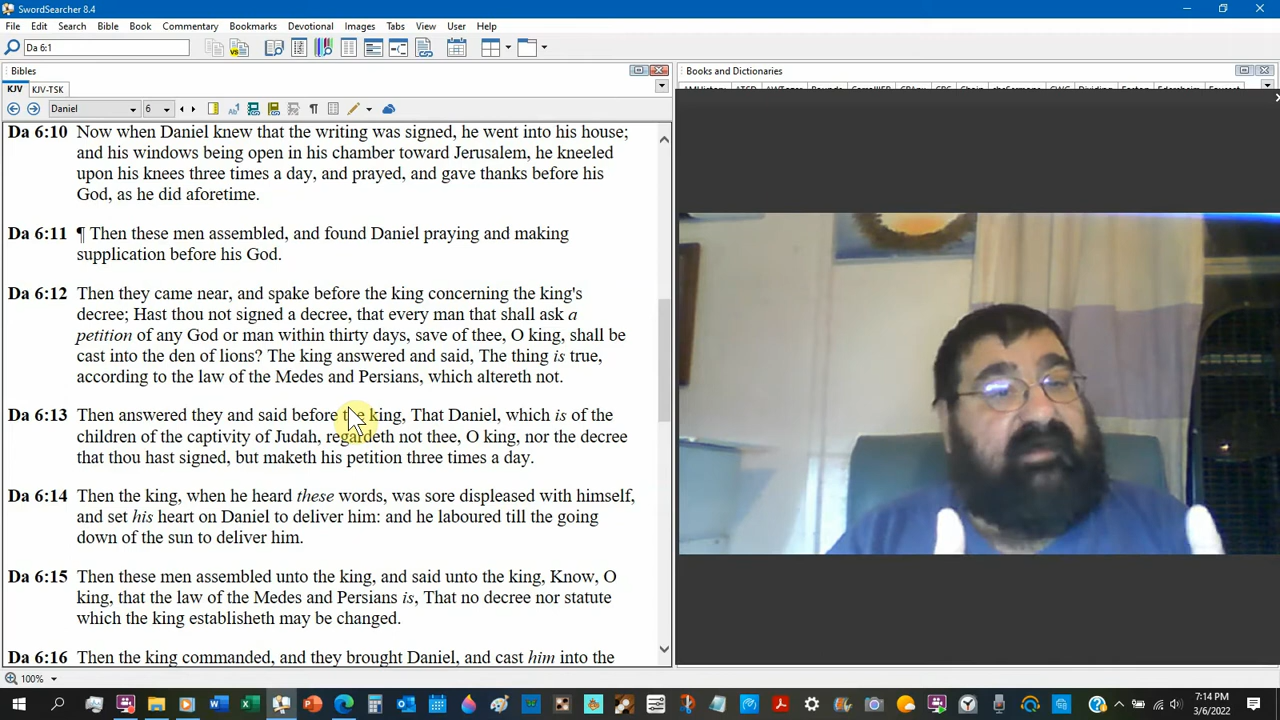 SwordSearcher 8.4
File Edit Search Bible Book Commentary Bookmarks Devotional Images Tabs View User Help
Da 6:1
Bibles
KJV KJV-TSK
Daniel 6
Da 6:10 Now when Daniel knew that the writing was signed, he went into his house;
and his windows being open in his chamber toward Jerusalem, he kneeled
upon his knees three times a day, and prayed, and gave thanks before his
God, as he did aforetime.
Da 6:11 ¶ Then these men assembled, and found Daniel praying and making
supplication before his God.
Da 6:12 Then they came near, and spake before the king concerning the king's
decree; Hast thou not signed a decree, that every man that shall ask a
petition of any God or man within thirty days, save of thee, O king, shall be
cast into the den of lions? The king answered and said, The thing is true,
according to the law of the Medes and Persians, which altereth not.
Da 6:13 Then answered they and said before the king, That Daniel, which is of the
children of the captivity of Judah, regardeth not thee, O king, nor the decree
that thou hast signed, but maketh his petition three times a day.
Da 6:14 Then the king, when he heard these words, was sore displeased with himself,
and set his heart on Daniel to deliver him: and he laboured till the going
down of the sun to deliver him.
Da 6:15 Then these men assembled unto the king, and said unto the king, Know, O
king, that the law of the Medes and Persians is, That no decree nor statute
which the king establisheth may be changed.
Da 6:16 Then the king commanded, and they brought Daniel, and cast him into the
100%
Books and Dictionaries
7:14 PM
3/6/2022